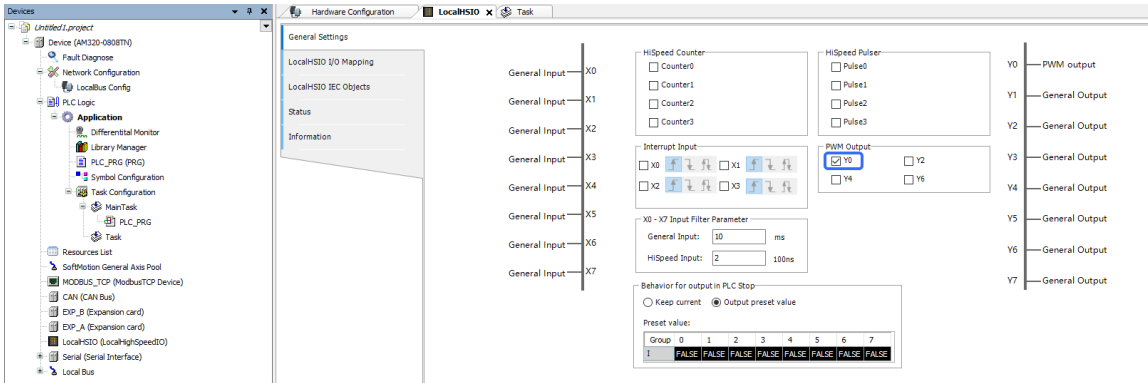 Devices
Untitled1.project
Device (AM320-0808TN)
Fault Diagnose
Network Configuration
LocalBus Config
PLC Logic
Application
Differentital Monitor
Library Manager
PLC_PRG (PRG)
Symbol Configuration
Task Configuration
MainTask
PLC_PRG
Task
Resources List
SoftMotion General Axis Pool
MODBUS_TCP (ModbusTCP Device)
CAN (CAN Bus)
EXP_B (Expansion card)
EXP_A (Expansion card)
LocalHSIO (LocalHighSpeedIO)
Serial (Serial Interface)
Local Bus
Hardware Configuration
LocalHSIO
Task
General Settings
LocalHSIO I/O Mapping
LocalHSIO IEC Objects
Status
Information
General Input X0
General Input X1
General Input X2
General Input X3
General Input X4
General Input X5
General Input X6
General Input X7
HiSpeed Counter
Counter0
Counter1
Counter2
Counter3
HiSpeed Pulser
Pulse0
Pulse1
Pulse2
Pulse3
Interrupt Input
X0 X1
X2 X3
PWM Output
Y0 Y2
Y4 Y6
X0 - X7 Input Filter Parameter
General Input: 10 ms
HiSpeed Input: 2 100ns
Behavior for output in PLC Stop
Keep current Output preset value
Preset value:
Group 0 1 2 3 4 5 6 7
I FALSE FALSE FALSE FALSE FALSE FALSE FALSE FALSE
Y0 PWM output
Y1 General Output
Y2 General Output
Y3 General Output
Y4 General Output
Y5 General Output
Y6 General Output
Y7 General Output